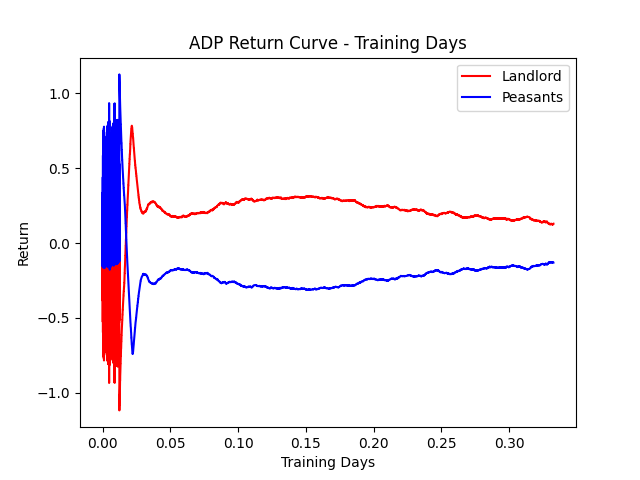 ADP Return Curve - Training Days
Landlord
Peasants
1.0
0.5
0.0
−0.5
−1.0
Return
0.00 0.05 0.10 0.15 0.20 0.25 0.30
Training Days